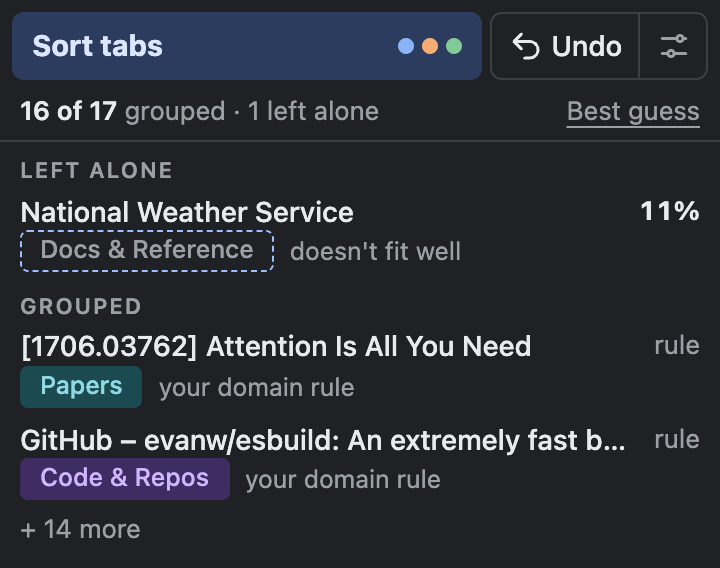 Sort tabs
Undo
16 of 17 grouped · 1 left alone
Best guess
LEFT ALONE
National Weather Service
11%
Docs & Reference
doesn't fit well
GROUPED
[1706.03762] Attention Is All You Need
rule
Papers
your domain rule
GitHub – evanw/esbuild: An extremely fast b...
rule
Code & Repos
your domain rule
+ 14 more